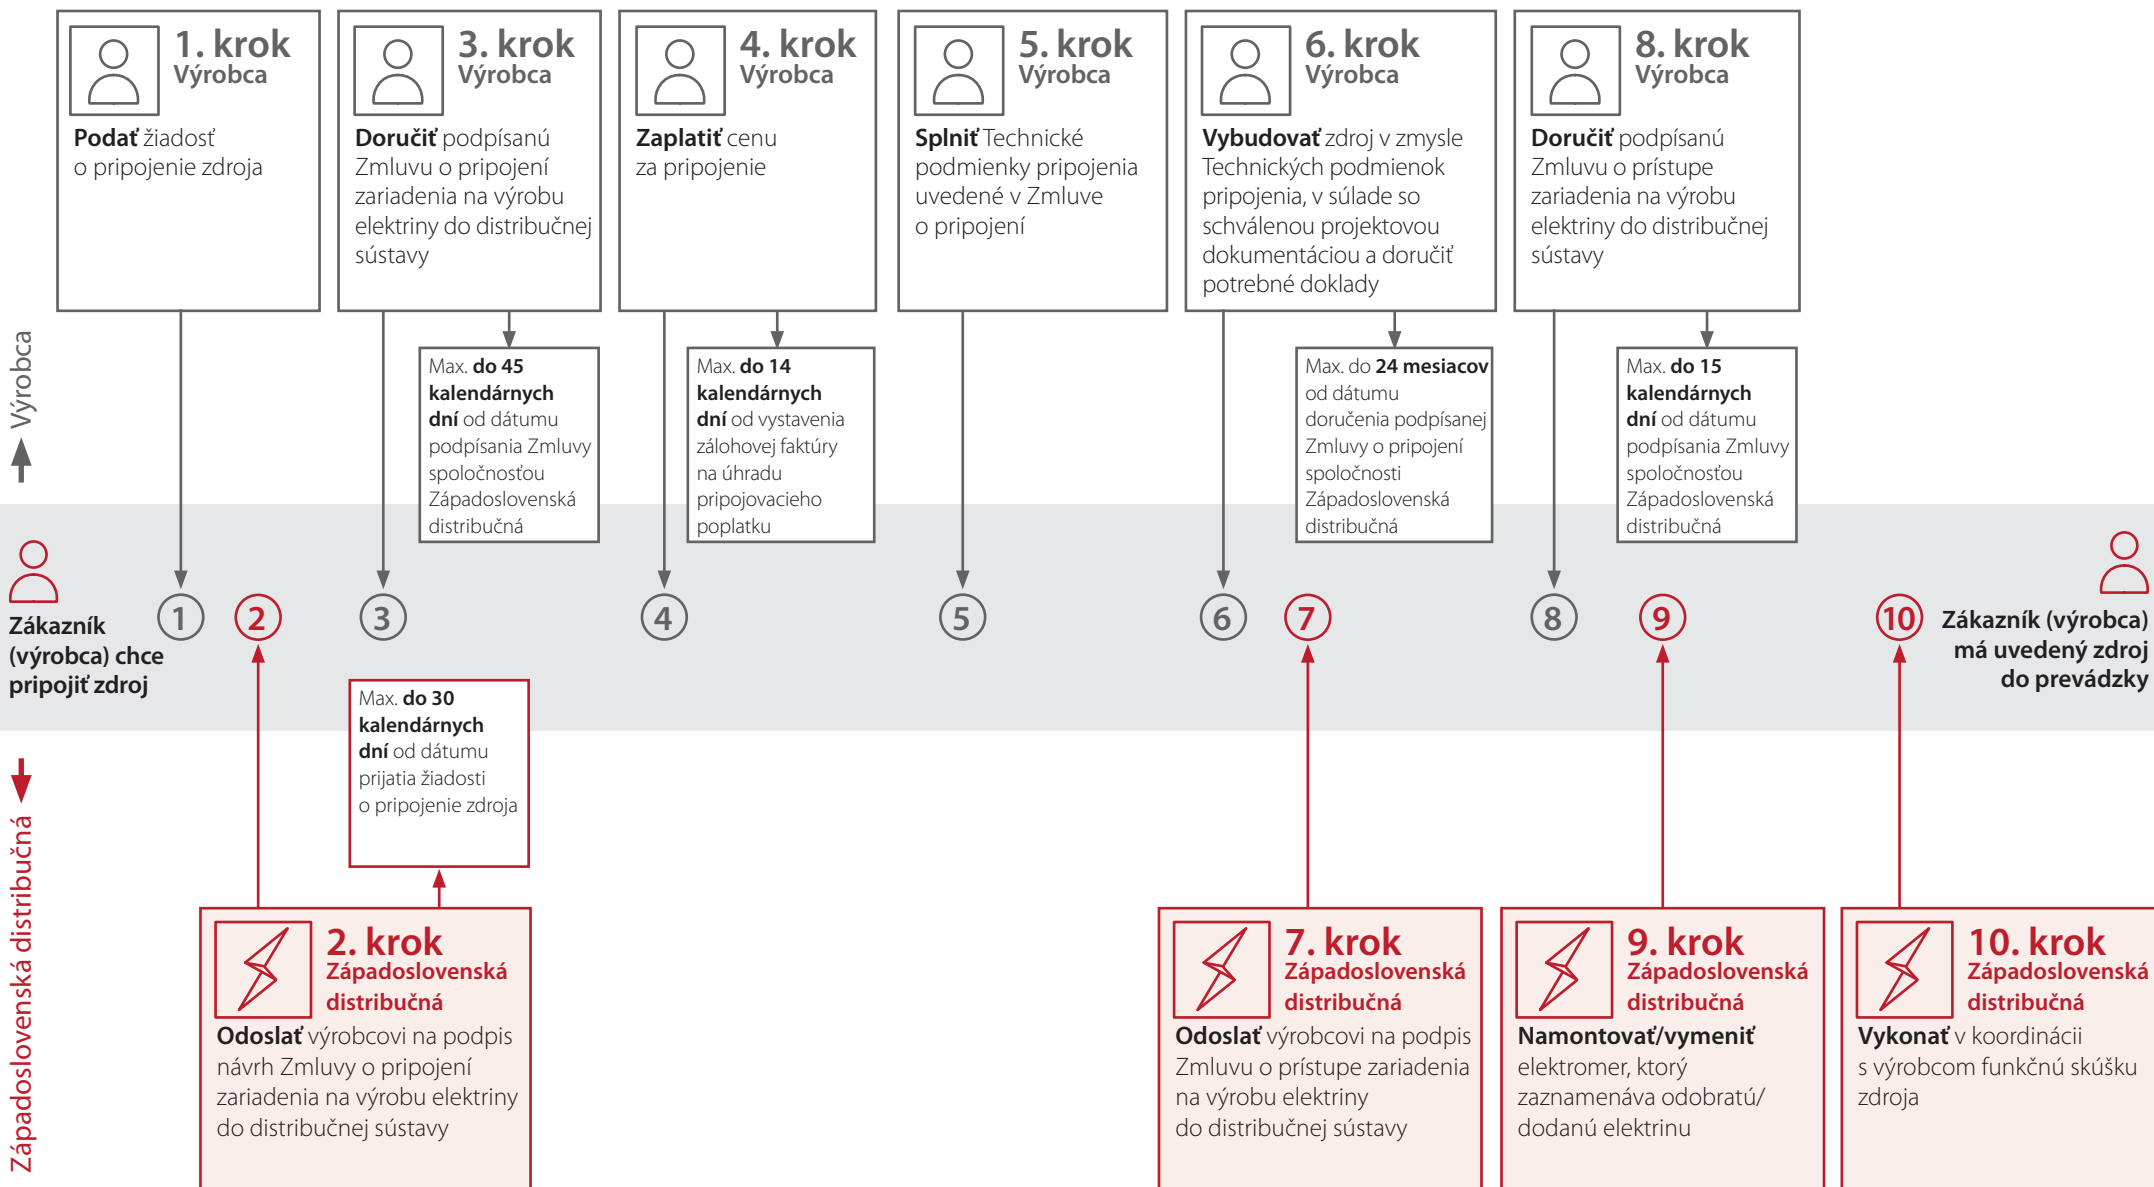 1. krok
Výrobca
Podať žiadosť
o pripojenie zdroja
3. krok
Výrobca
Doručiť podpísanú
Zmluvu o pripojení
zariadenia na výrobu
elektriny do distribučnej
sústavy
4. krok
Výrobca
Zaplatiť cenu
za pripojenie
5. krok
Výrobca
Splniť Technické
podmienky pripojenia
uvedené v Zmluve
o pripojení
6. krok
Výrobca
Vybudovať zdroj v zmysle
Technických podmienok
pripojenia, v súlade so
schválenou projektovou
dokumentáciou a doručiť
potrebné doklady
8. krok
Výrobca
Doručiť podpísanú
Zmluvu o prístupe
zariadenia na výrobu
elektriny do distribučnej
sústavy
Výrobca
Max. do 45
kalendárnych
dní od dátumu
podpísania Zmluvy
spoločnosťou
Západoslovenská
distribučná
Max. do 14
kalendárnych
dní od vystavenia
zálohovej faktúry
na úhradu
pripojovacieho
poplatku
Max. do 24 mesiacov
od dátumu
doručenia podpísanej
Zmluvy o pripojení
spoločnosti
Západoslovenská
distribučná
Max. do 15
kalendárnych
dní od dátumu
podpísania Zmluvy
spoločnosťou
Západoslovenská
distribučná
Zákazník
(výrobca) chce
pripojiť zdroj
1
2
3
4
5
6
7
8
9
10
Zákazník (výrobca)
má uvedený zdroj
do prevádzky
Max. do 30
kalendárnych
dní od dátumu
prijatia žiadosti
o pripojenie zdroja
Západoslovenská distribučná
2. krok
Západoslovenská
distribučná
Odoslať výrobcovi na podpis
návrh Zmluvy o pripojení
zariadenia na výrobu elektriny
do distribučnej sústavy
7. krok
Západoslovenská
distribučná
Odoslať výrobcovi na podpis
Zmluvu o prístupe zariadenia
na výrobu elektriny
do distribučnej sústavy
9. krok
Západoslovenská
distribučná
Namontovať/vymeniť
elektromer, ktorý
zaznamenáva odobratú/
dodanú elektrinu
10. krok
Západoslovenská
distribučná
Vykonať v koordinácii
s výrobcom funkčnú skúšku
zdroja